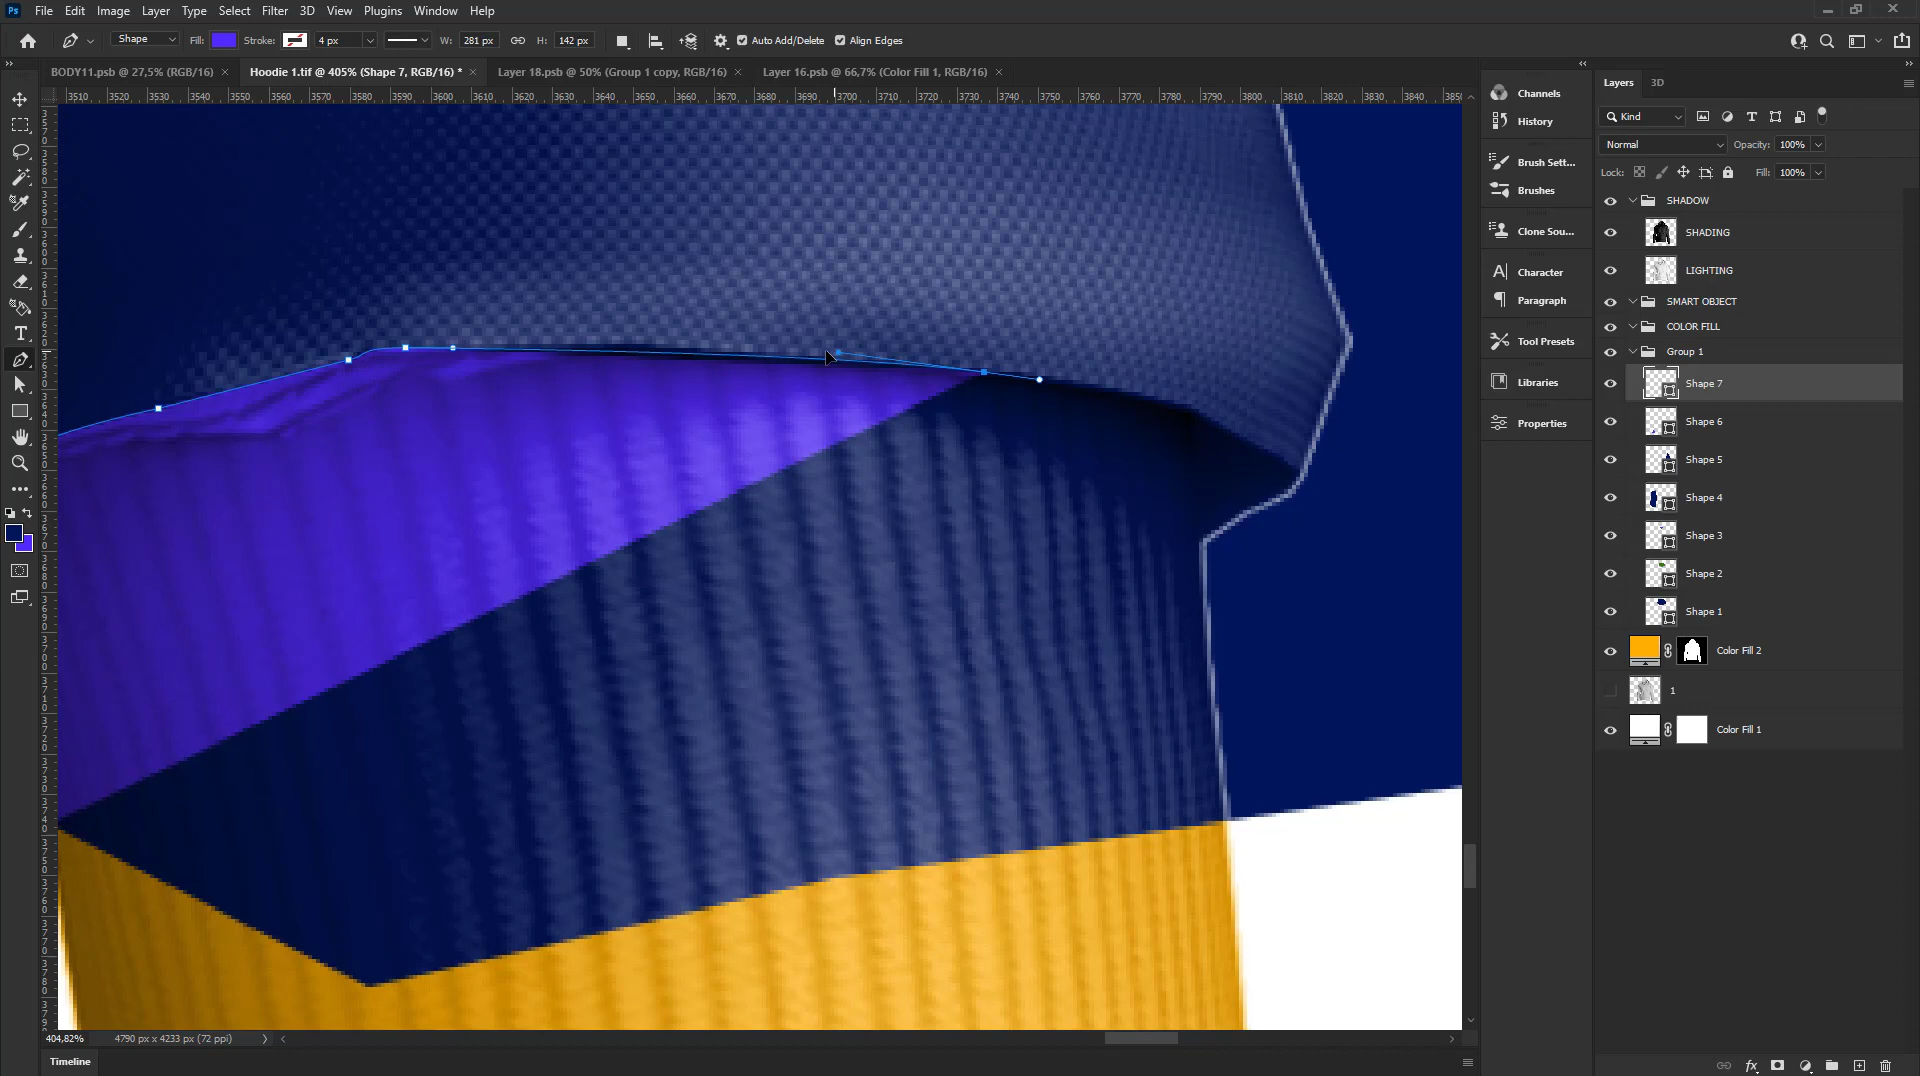 Ps File Edit Image Layer Type Select Filter 3D View Plugins Window Help
Shape Fill: Stroke: 4 px W: 281 px H: 142 px Auto Add/Delete Align Edges
BODY11.psb @ 27,5% (RGB/16) × Hoodie 1.tif @ 405% (Shape 7, RGB/16) * × Layer 18.psb @ 50% (Group 1 copy, RGB/16) × Layer 16.psb @ 66,7% (Color Fill 1, RGB/16) ×
3510 3520 3530 3540 3550 3560 3570 3580 3590 3600 3610 3620 3630 3640 3650 3660 3670 3680 3690 3700 3710 3720 3730 3740 3750 3760 3770 3780 3790 3800 3810 3820 3830 3840 3850
Channels
History
Brush Sett...
Brushes
Clone Sou...
Character
Paragraph
Tool Presets
Libraries
Properties
Layers 3D
Kind
Normal Opacity: 100%
Lock: Fill: 100%
SHADOW
SHADING
LIGHTING
SMART OBJECT
COLOR FILL
Group 1
Shape 7
Shape 6
Shape 5
Shape 4
Shape 3
Shape 2
Shape 1
Color Fill 2
1
Color Fill 1
404,82% 4790 px x 4233 px (72 ppi)
Timeline